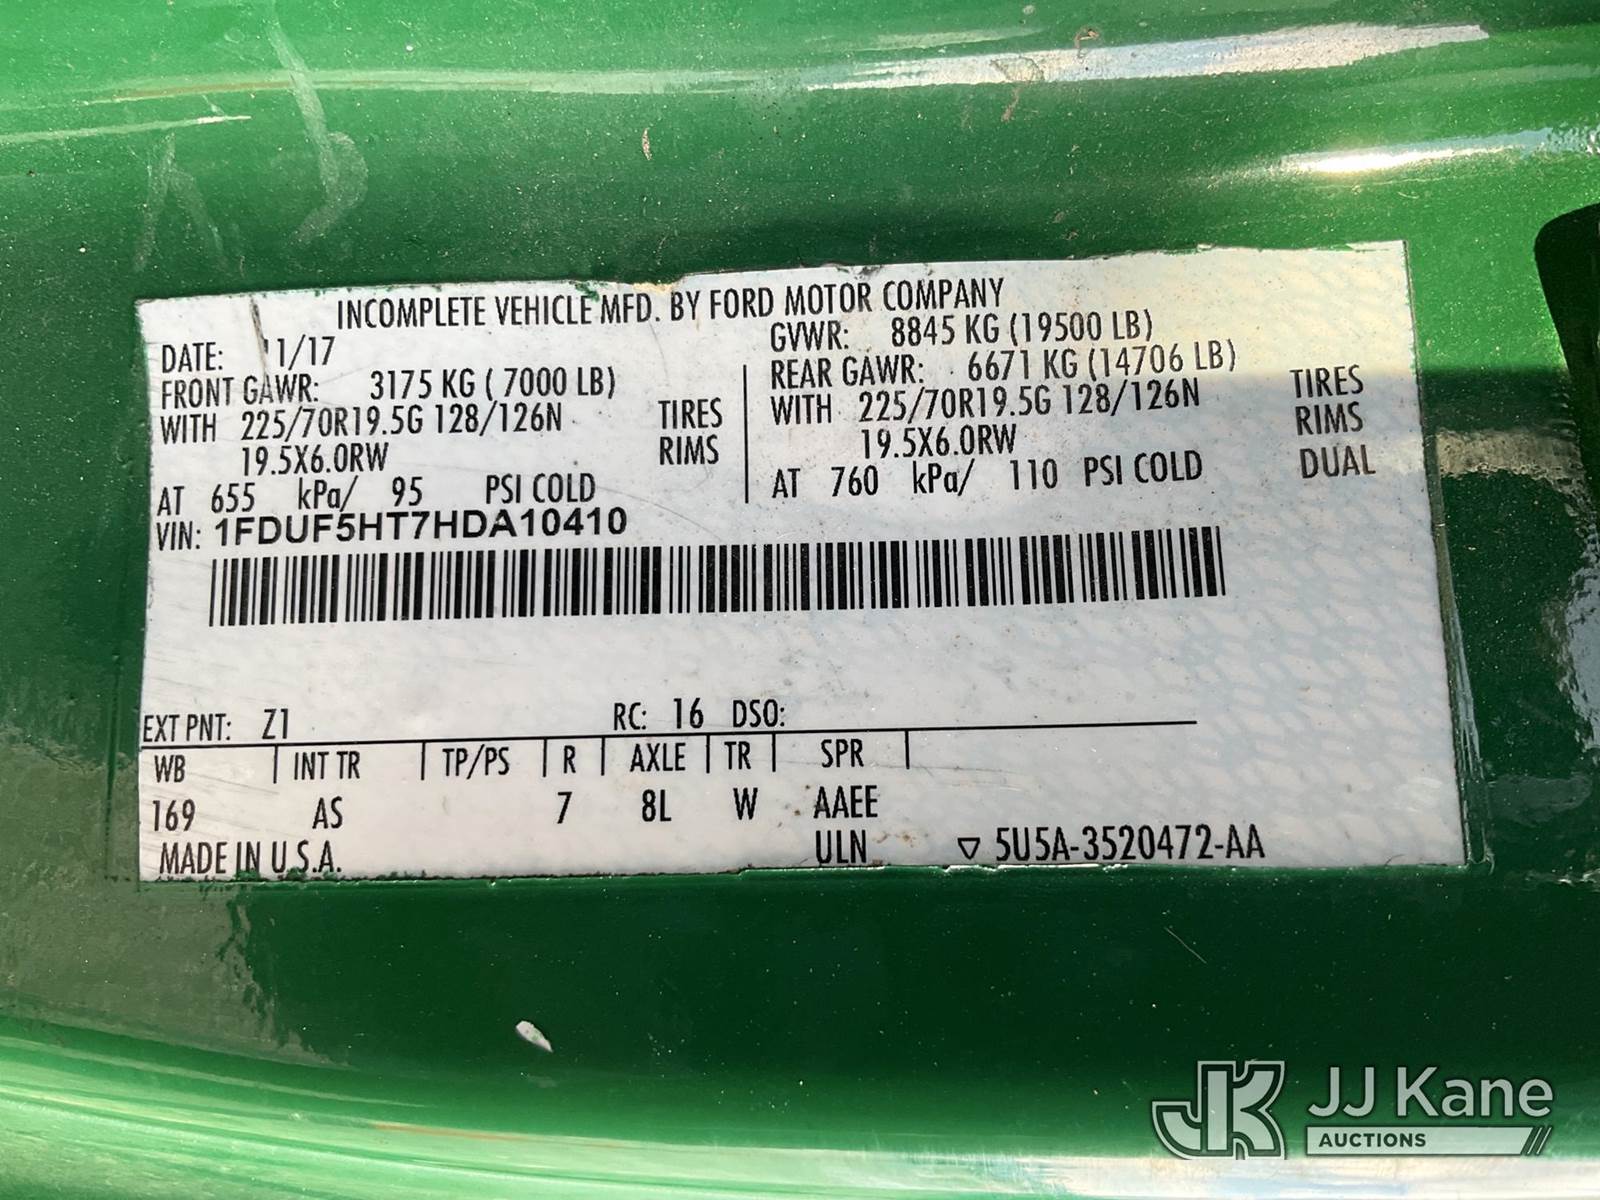 INCOMPLETE VEHICLE MFD. BY FORD MOTOR COMPANY
DATE: 11/17
GVWR: 8845 KG (19500 LB)
FRONT GAWR: 3175 KG ( 7000 LB)
REAR GAWR: 6671 KG (14706 LB)
WITH 225/70R19.5G 128/126N TIRES
WITH 225/70R19.5G 128/126N TIRES
19.5X6.0RW RIMS
19.5X6.0RW RIMS
AT 655 kPa/ 95 PSI COLD
AT 760 kPa/ 110 PSI COLD DUAL
VIN: 1FDUF5HT7HDA10410
EXT PNT: Z1 RC: 16 DSO:
WB INT TR TP/PS R AXLE TR SPR
169 AS 7 8L W AAEE
MADE IN U.S.A. ULN ▽ 5U5A-3520472-AA
JK JJ Kane
AUCTIONS